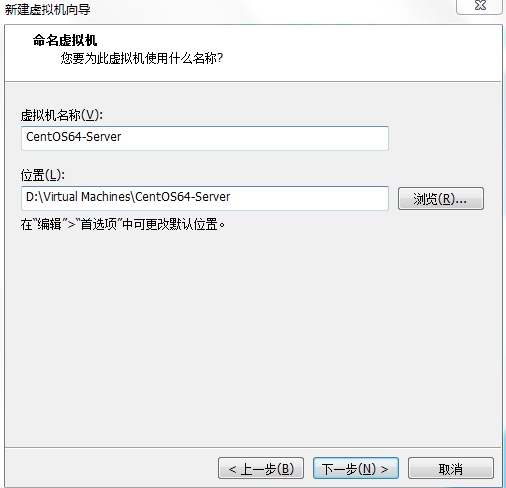 新建虚拟机向导
命名虚拟机
您要为此虚拟机使用什么名称?
虚拟机名称(V):
CentOS64-Server
位置(L):
D:\Virtual Machines\CentOS64-Server
浏览(R)...
在“编辑”>“首选项”中可更改默认位置。
< 上一步(B)
下一步(N) >
取消